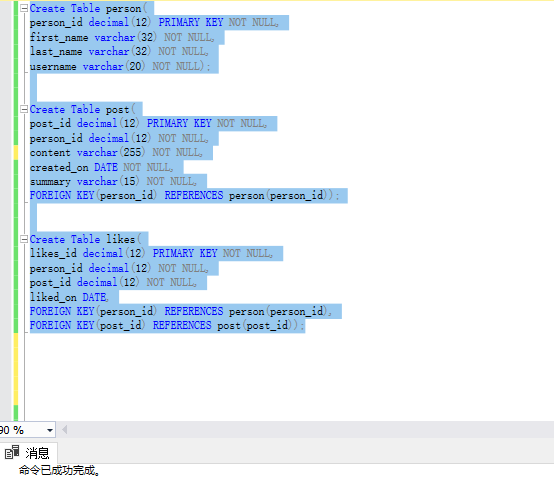 Create Table person(
person_id decimal(12) PRIMARY KEY NOT NULL,
first_name varchar(32) NOT NULL,
last_name varchar(32) NOT NULL,
username varchar(20) NOT NULL);
Create Table post(
post_id decimal(12) PRIMARY KEY NOT NULL,
person_id decimal(12) NOT NULL,
content varchar(255) NOT NULL,
created_on DATE NOT NULL,
summary varchar(15) NOT NULL,
FOREIGN KEY(person_id) REFERENCES person(person_id));
Create Table likes(
likes_id decimal(12) PRIMARY KEY NOT NULL,
person_id decimal(12) NOT NULL,
post_id decimal(12) NOT NULL,
liked_on DATE,
FOREIGN KEY(person_id) REFERENCES person(person_id),
FOREIGN KEY(post_id) REFERENCES post(post_id));
90 %
消息
命令已成功完成。